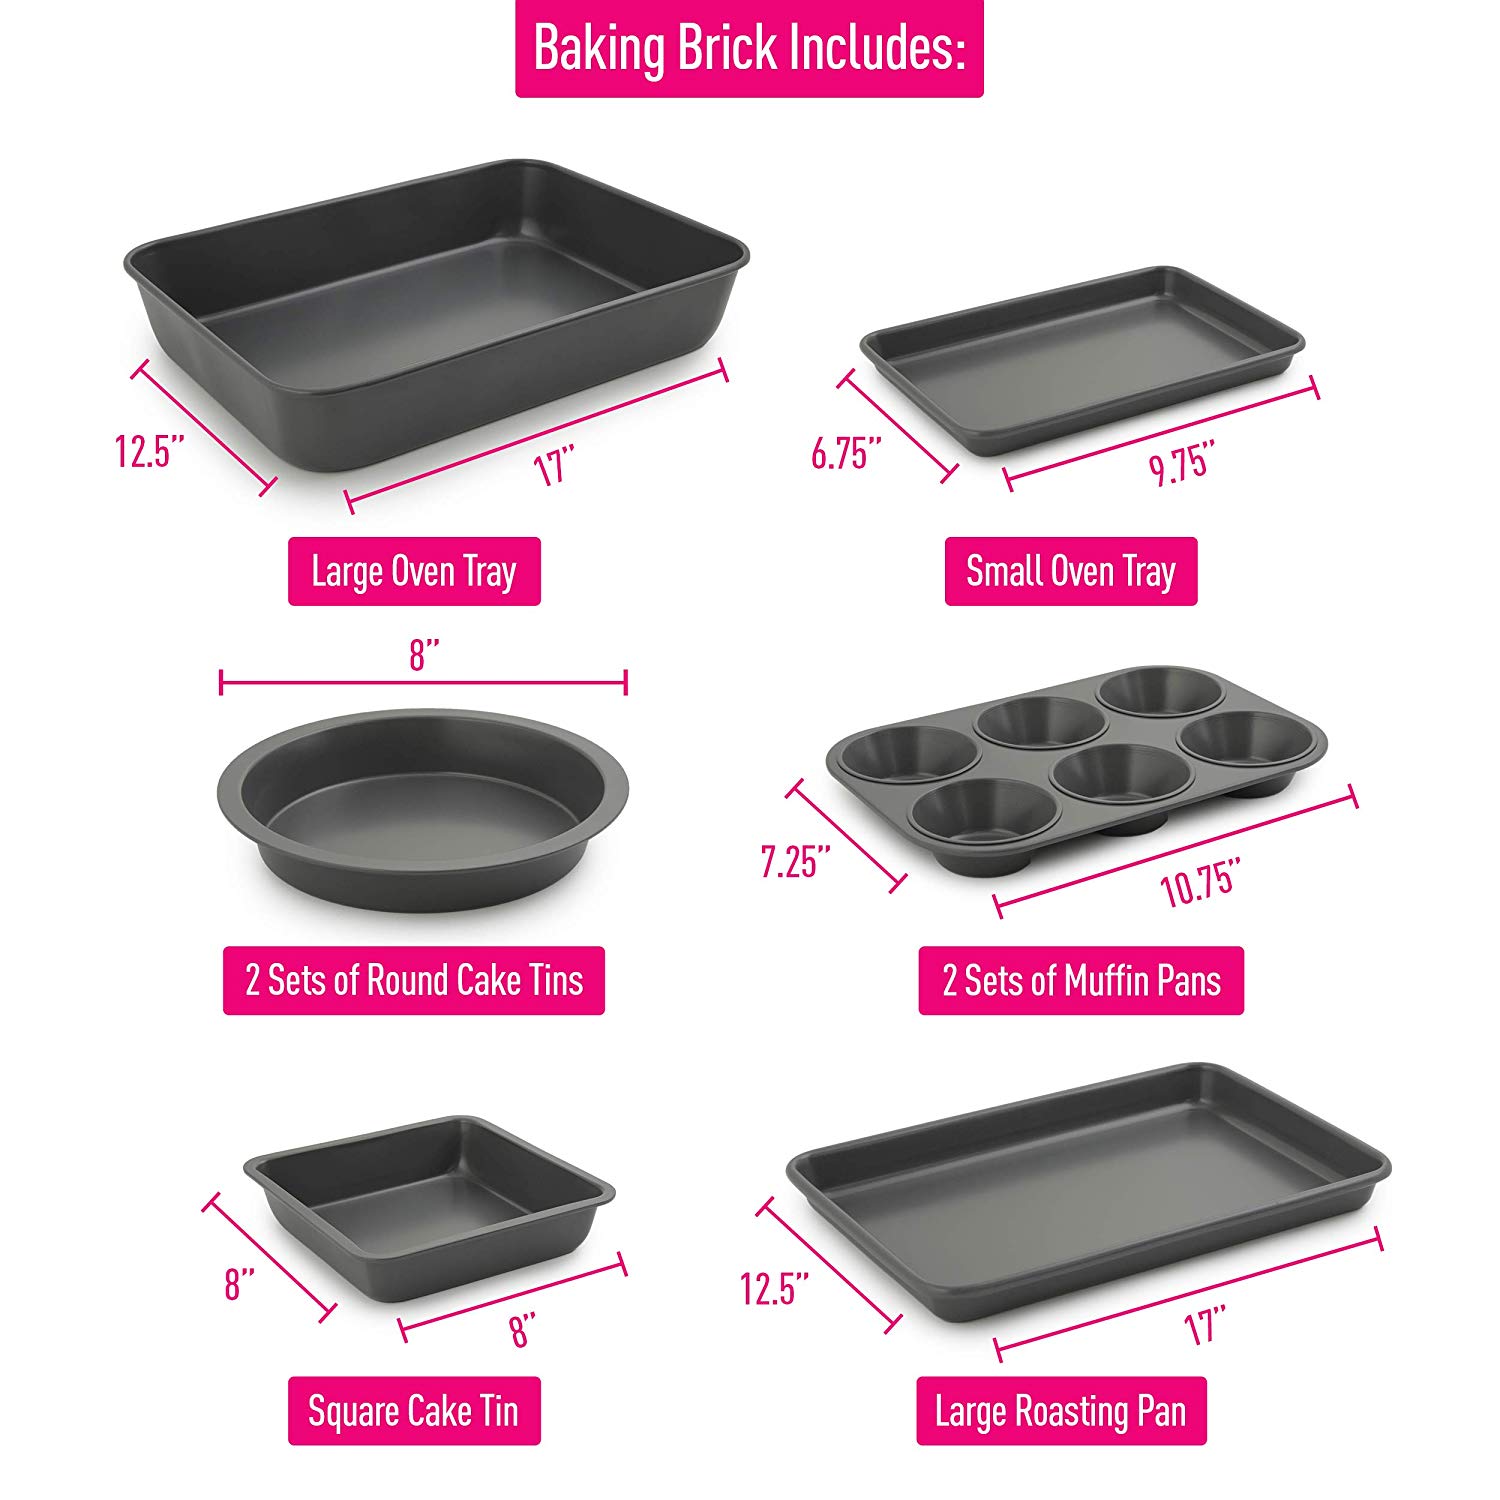 Baking Brick Includes:
12.5”
17”
Large Oven Tray
6.75”
9.75”
Small Oven Tray
8”
2 Sets of Round Cake Tins
7.25”
10.75”
2 Sets of Muffin Pans
8”
8”
Square Cake Tin
12.5”
17”
Large Roasting Pan